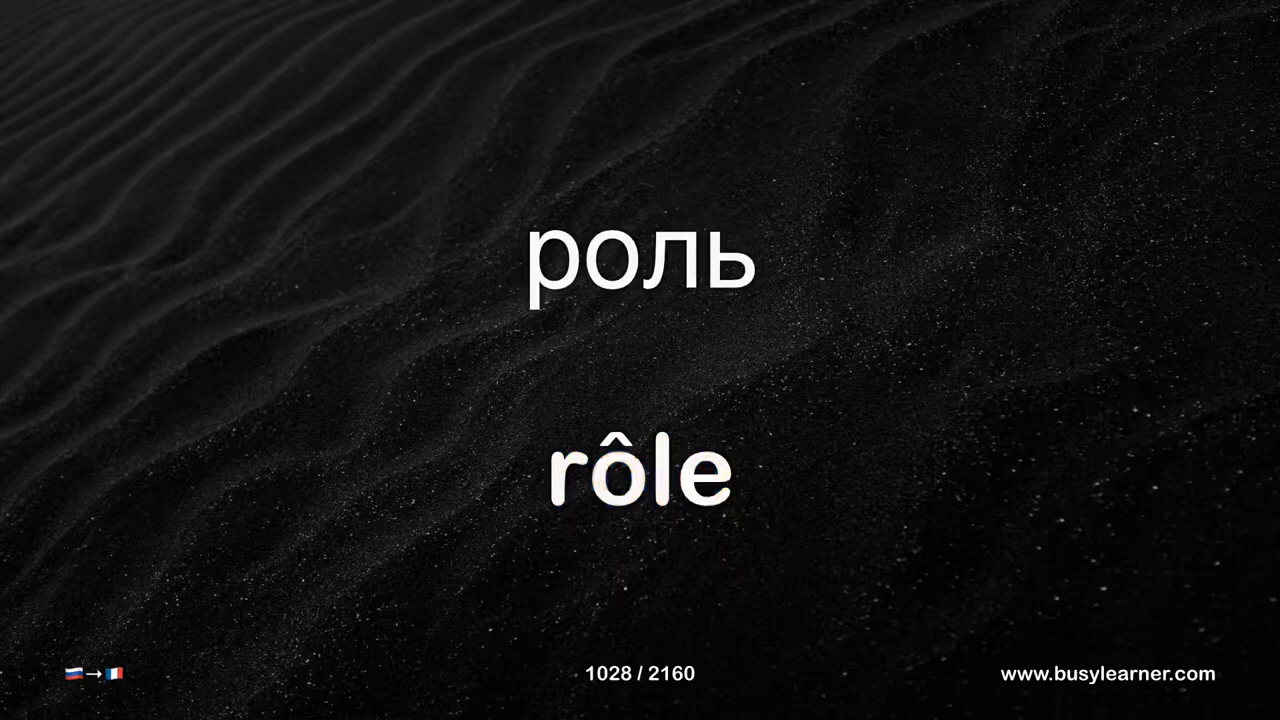 роль
rôle
🇷🇺→🇫🇷
1028 / 2160
www.busylearner.com